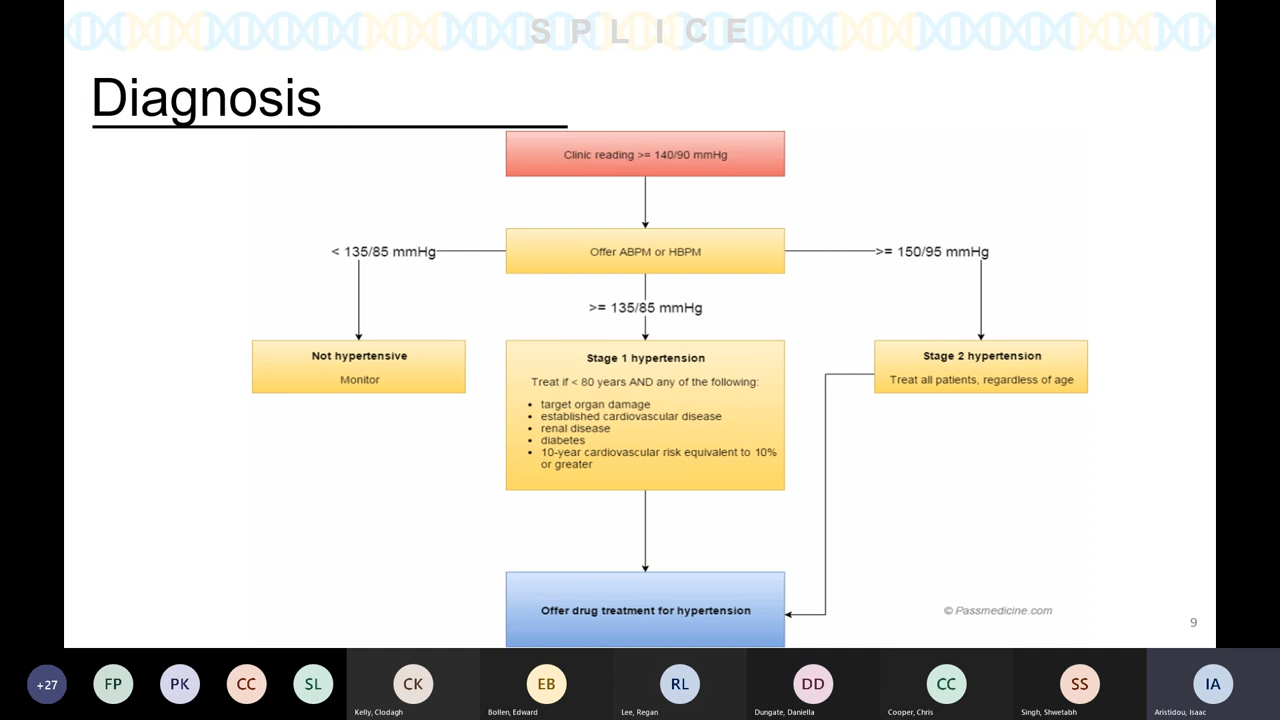 SPLICE
Diagnosis
Clinic reading >= 140/90 mmHg
< 135/85 mmHg
Offer ABPM or HBPM
>= 150/95 mmHg
>= 135/85 mmHg
Not hypertensive
Monitor
Stage 1 hypertension
Treat if < 80 years AND any of the following:
• target organ damage
• established cardiovascular disease
• renal disease
• diabetes
• 10-year cardiovascular risk equivalent to 10%
or greater
Stage 2 hypertension
Treat all patients, regardless of age
Offer drug treatment for hypertension
© Passmedicine.com
9
+27
FP
PK
CC
SL
CK
Kelly, Clodagh
EB
Bollen, Edward
RL
Lee, Regan
DD
Dungate, Daniella
CC
Cooper, Chris
SS
Singh, Shwetabh
IA
Aristidou, Isaac